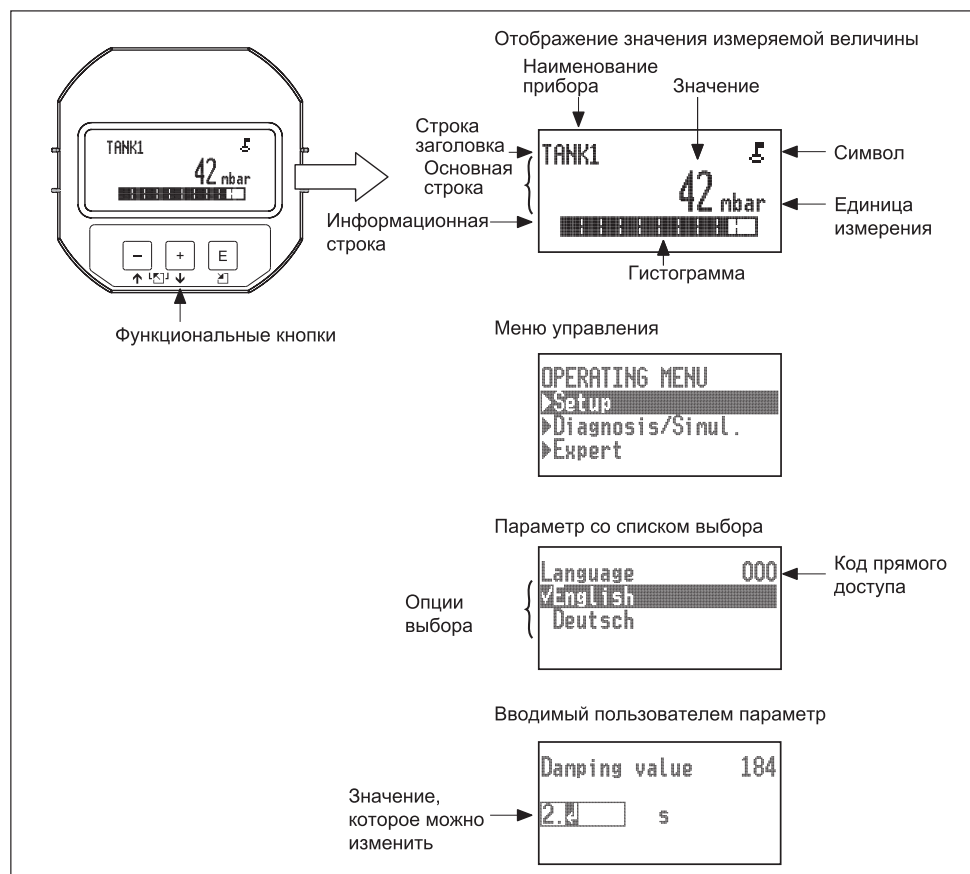 Отображение значения измеряемой величины
Наименование
прибора
Значение
Строка
заголовка
Основная
строка
Информационная
строка
TANK1
42 mbar
Символ
Единица
измерения
Гистограмма
TANK1
42 mbar
–
+
E
Функциональные кнопки
Меню управления
OPERATING MENU
Setup
Diagnosis/Simul.
Expert
Параметр со списком выбора
Language 000
✓English
Deutsch
Код прямого
доступа
Опции
выбора
Вводимый пользователем параметр
Damping value 184
2. s
Значение,
которое можно
изменить